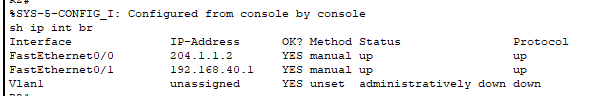 %SYS-5-CONFIG_I: Configured from console by console
sh ip int br
Interface IP-Address OK? Method Status Protocol
FastEthernet0/0 204.1.1.2 YES manual up up
FastEthernet0/1 192.168.40.1 YES manual up up
Vlan1 unassigned YES unset administratively down down